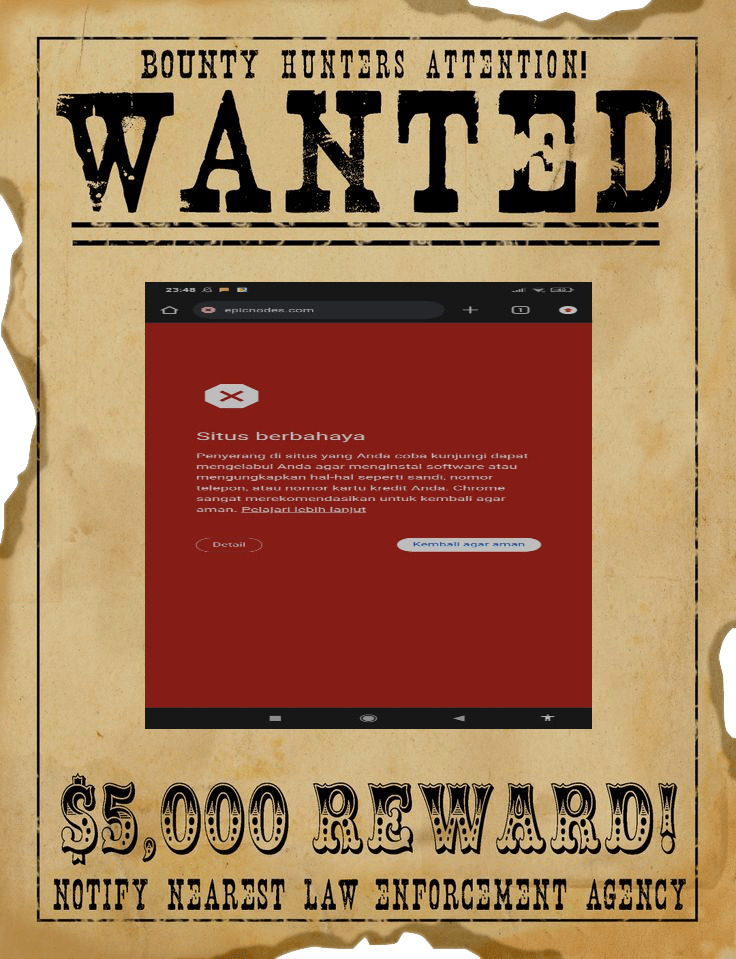 BOUNTY HUNTERS ATTENTION!
WANTED
23:48
epicnodes.com
1
Situs berbahaya
Penyerang di situs yang Anda coba kunjungi dapat
mengelabui Anda agar menginstal software atau
mengungkapkan hal-hal seperti sandi, nomor
telepon, atau nomor kartu kredit Anda. Chrome
sangat merekomendasikan untuk kembali agar
aman. Pelajari lebih lanjut
Detail
Kembali agar aman
$5,000 REWARD!
NOTIFY NEAREST LAW ENFORCEMENT AGENCY